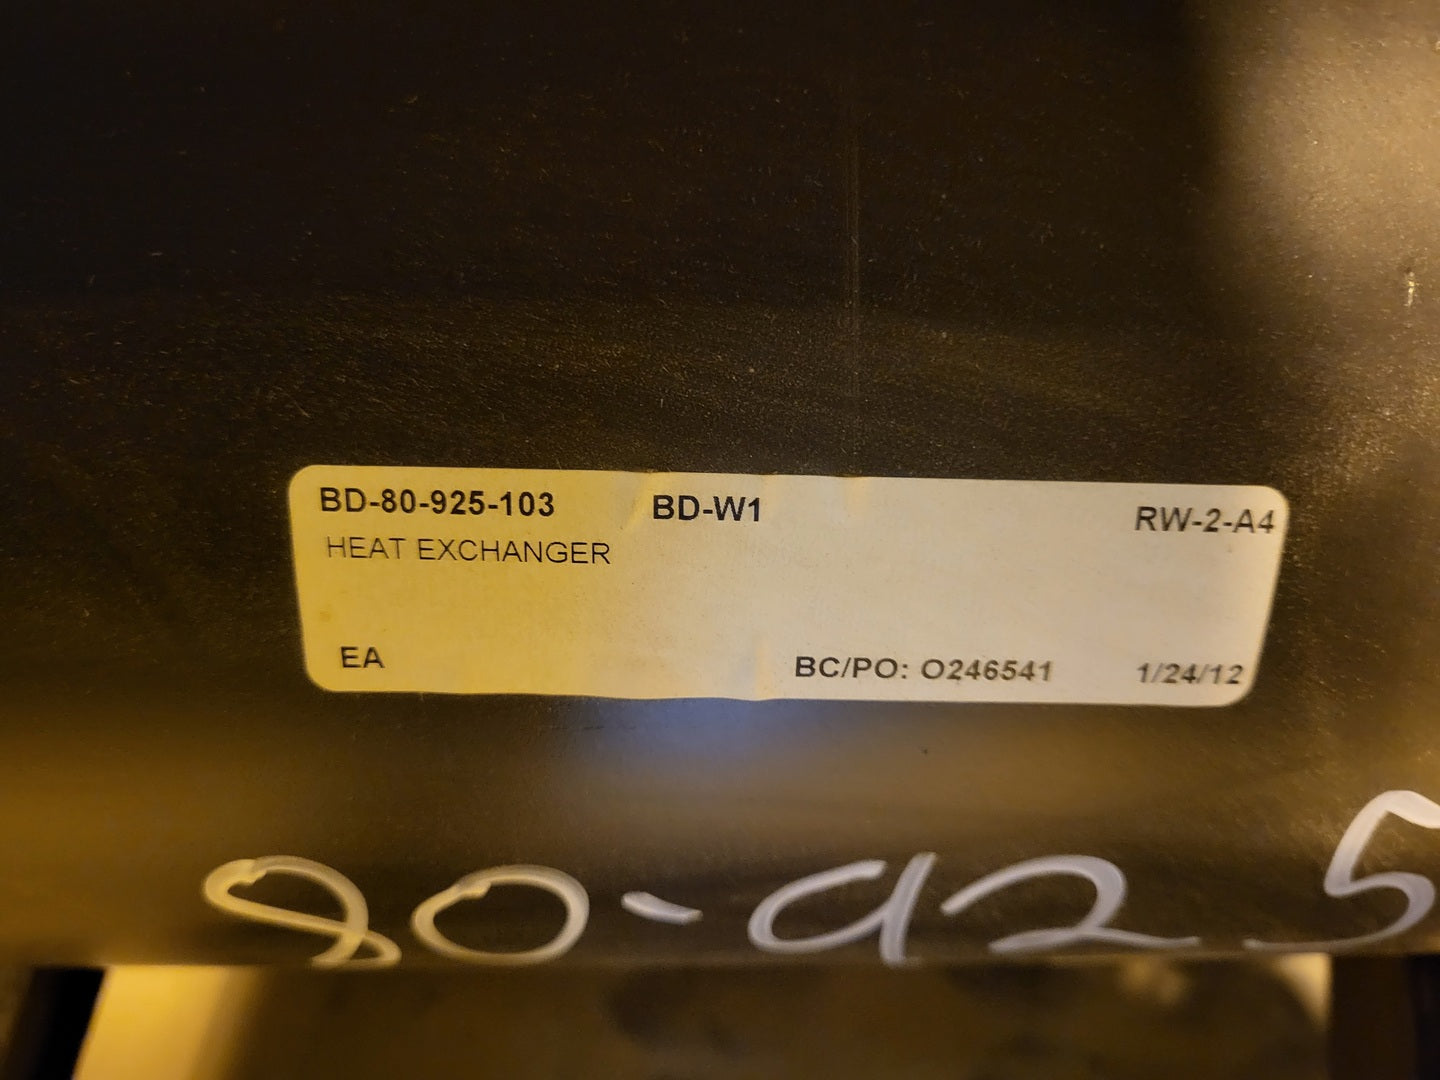 BD-80-925-103 BD-W1 RW-2-A4
HEAT EXCHANGER
EA BC/PO: O246541 1/24/12
80-925